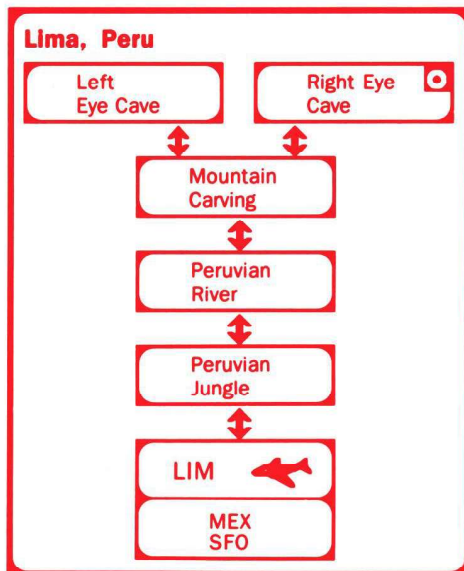 Lima, Peru
Left
Eye Cave
Right Eye
Cave
Mountain
Carving
Peruvian
River
Peruvian
Jungle
LIM
MEX
SFO